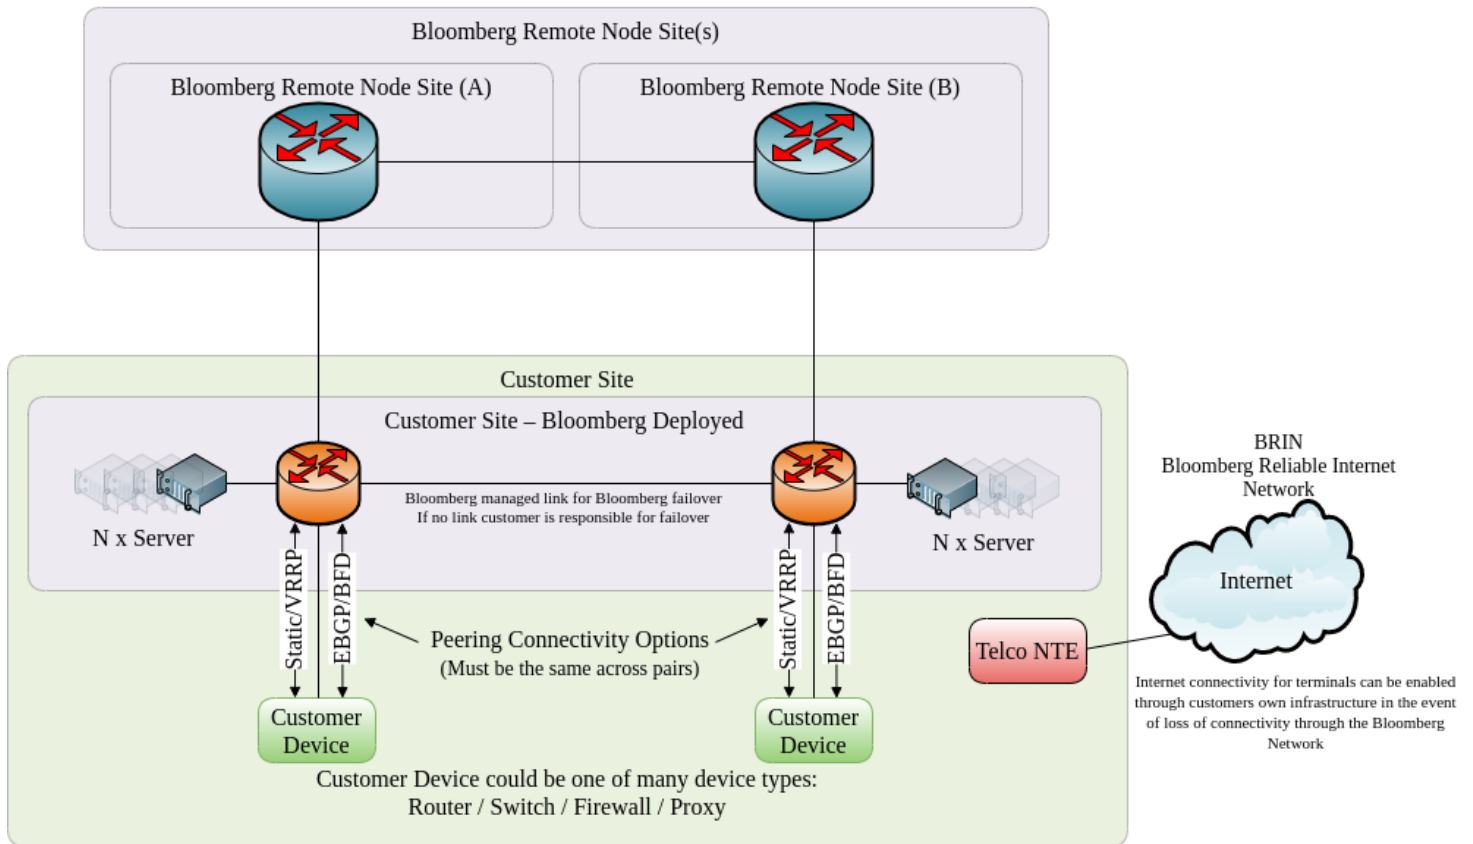 Bloomberg Remote Node Site(s)
Bloomberg Remote Node Site (A)
Bloomberg Remote Node Site (B)
Customer Site
Customer Site – Bloomberg Deployed
Bloomberg managed link for Bloomberg failover
If no link customer is responsible for failover
N x Server
N x Server
Static/VRRP
EBGP/BFD
Static/VRRP
EBGP/BFD
Peering Connectivity Options
(Must be the same across pairs)
Customer
Device
Customer
Device
Customer Device could be one of many device types:
Router / Switch / Firewall / Proxy
BRIN
Bloomberg Reliable Internet
Network
Internet
Telco NTE
Internet connectivity for terminals can be enabled
through customers own infrastructure in the event
of loss of connectivity through the Bloomberg
Network